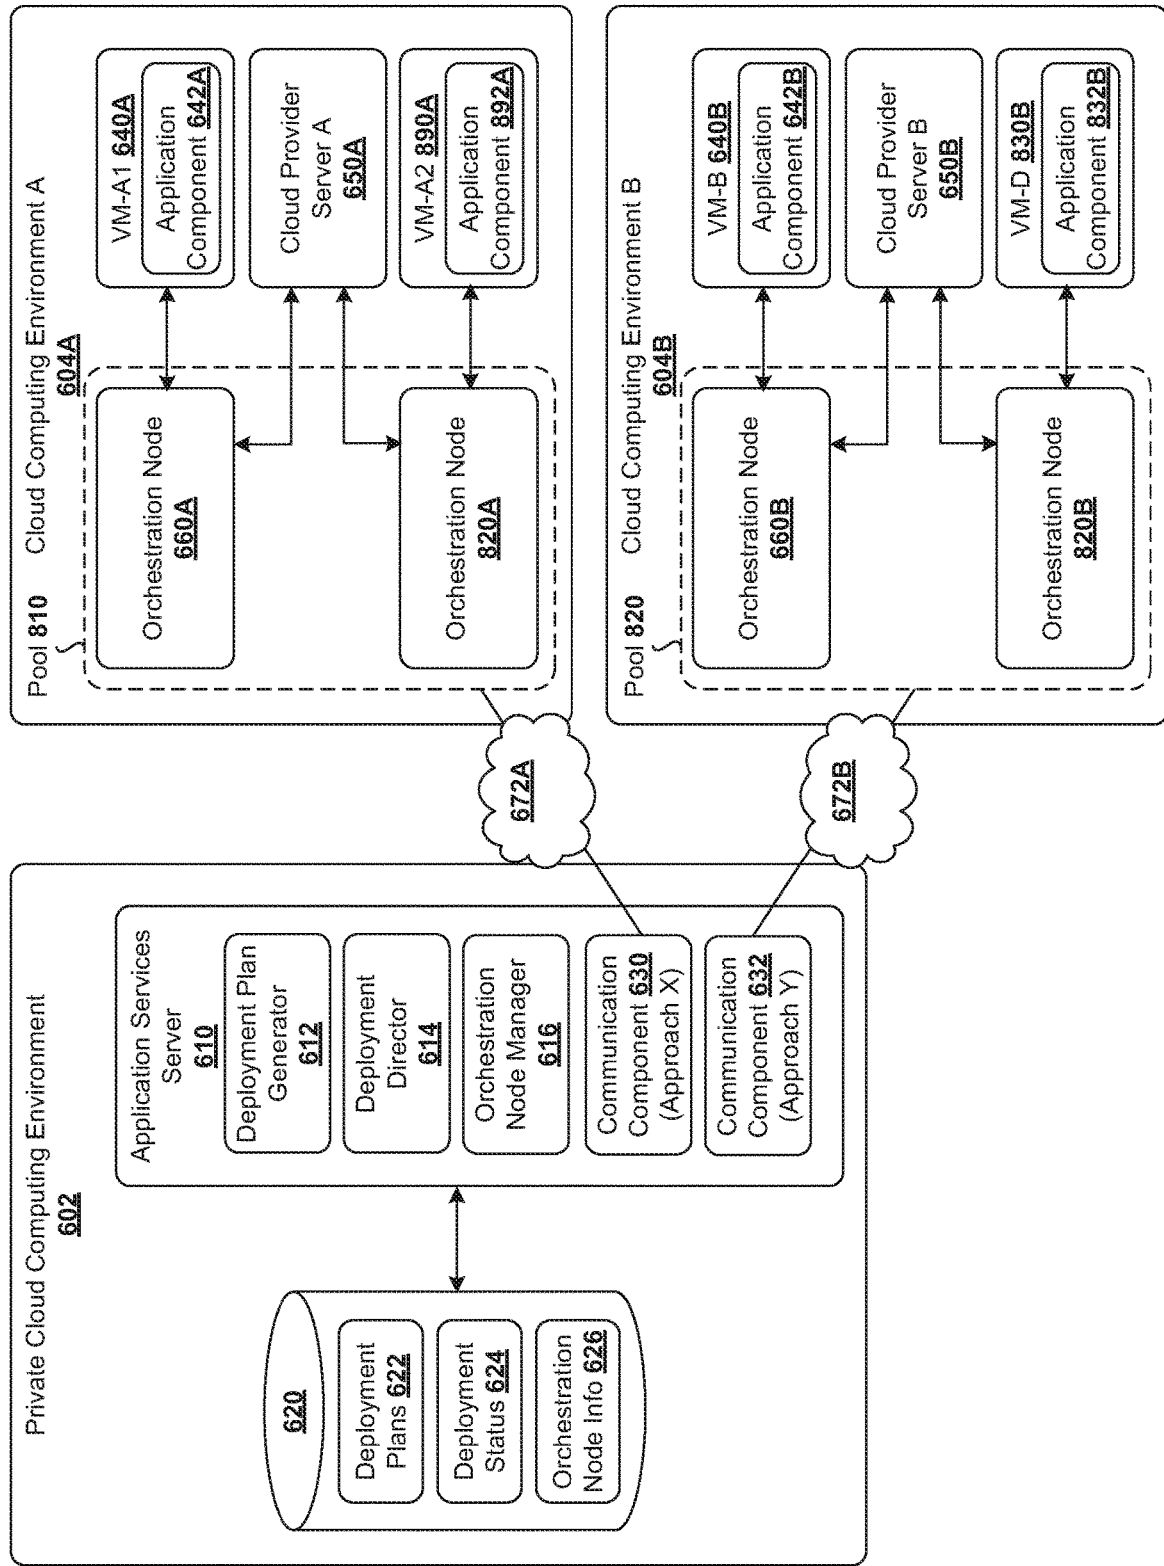 Private Cloud Computing Environment
602
620
Deployment
Plans 622
Deployment
Status 624
Orchestration
Node Info 626
Application Services
Server
610
Deployment Plan
Generator
612
Deployment
Director
614
Orchestration
Node Manager
616
Communication
Component 630
(Approach X)
Communication
Component 632
(Approach Y)
672A
672B
Pool 810
Cloud Computing Environment A
604A
Orchestration Node
660A
Orchestration Node
820A
VM-A1 640A
Application
Component 642A
Cloud Provider
Server A
650A
VM-A2 890A
Application
Component 892A
Pool 820
Cloud Computing Environment B
604B
Orchestration Node
660B
Orchestration Node
820B
VM-B 640B
Application
Component 642B
Cloud Provider
Server B
650B
VM-D 830B
Application
Component 832B